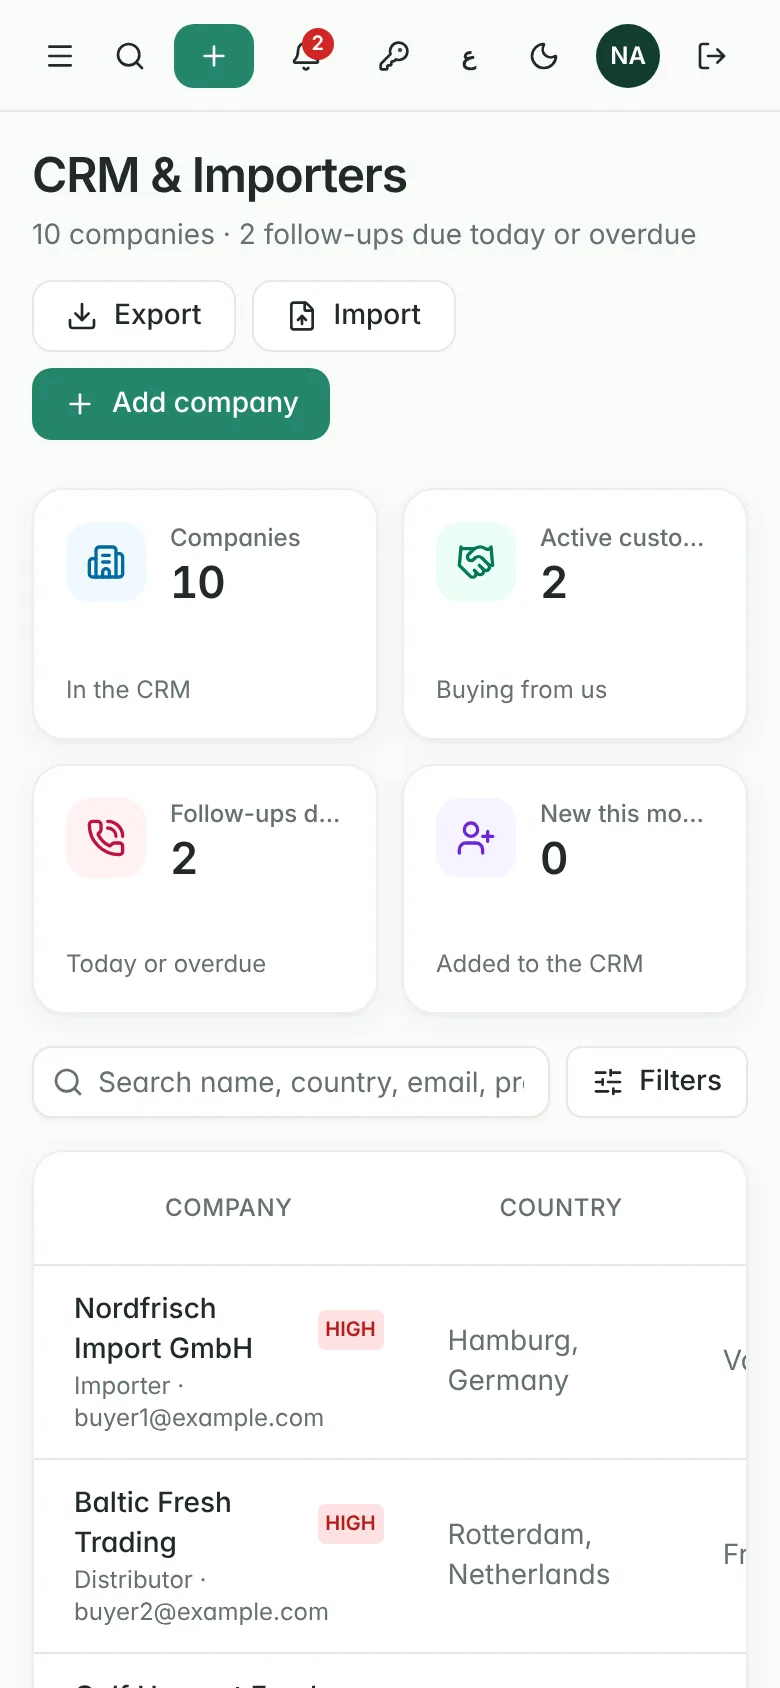 2
ع
NA
CRM & Importers
10 companies · 2 follow-ups due today or overdue
Export
Import
Add company
Companies
10
In the CRM
Active custo...
2
Buying from us
Follow-ups d...
2
Today or overdue
New this mo...
0
Added to the CRM
Search name, country, email, pr
Filters
COMPANY
COUNTRY
Nordfrisch
Import GmbH
HIGH
Importer ·
buyer1@example.com
Hamburg,
Germany
Baltic Fresh
Trading
HIGH
Distributor ·
buyer2@example.com
Rotterdam,
Netherlands
Fr